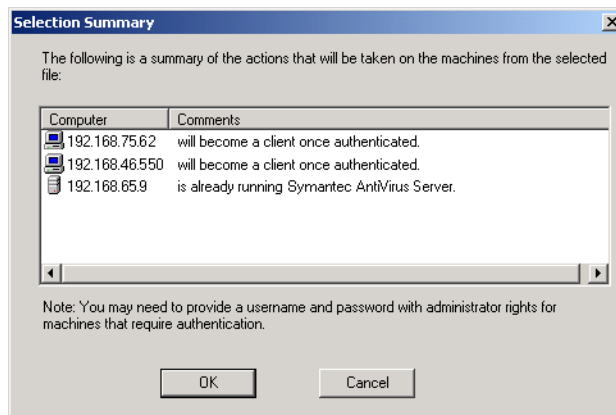 Selection Summary
The following is a summary of the actions that will be taken on the machines from the selected
file:
Computer Comments
192.168.75.62 will become a client once authenticated.
192.168.46.550 will become a client once authenticated.
192.168.65.9 is already running Symantec AntiVirus Server.
Note: You may need to provide a username and password with administrator rights for
machines that require authentication.
OK Cancel